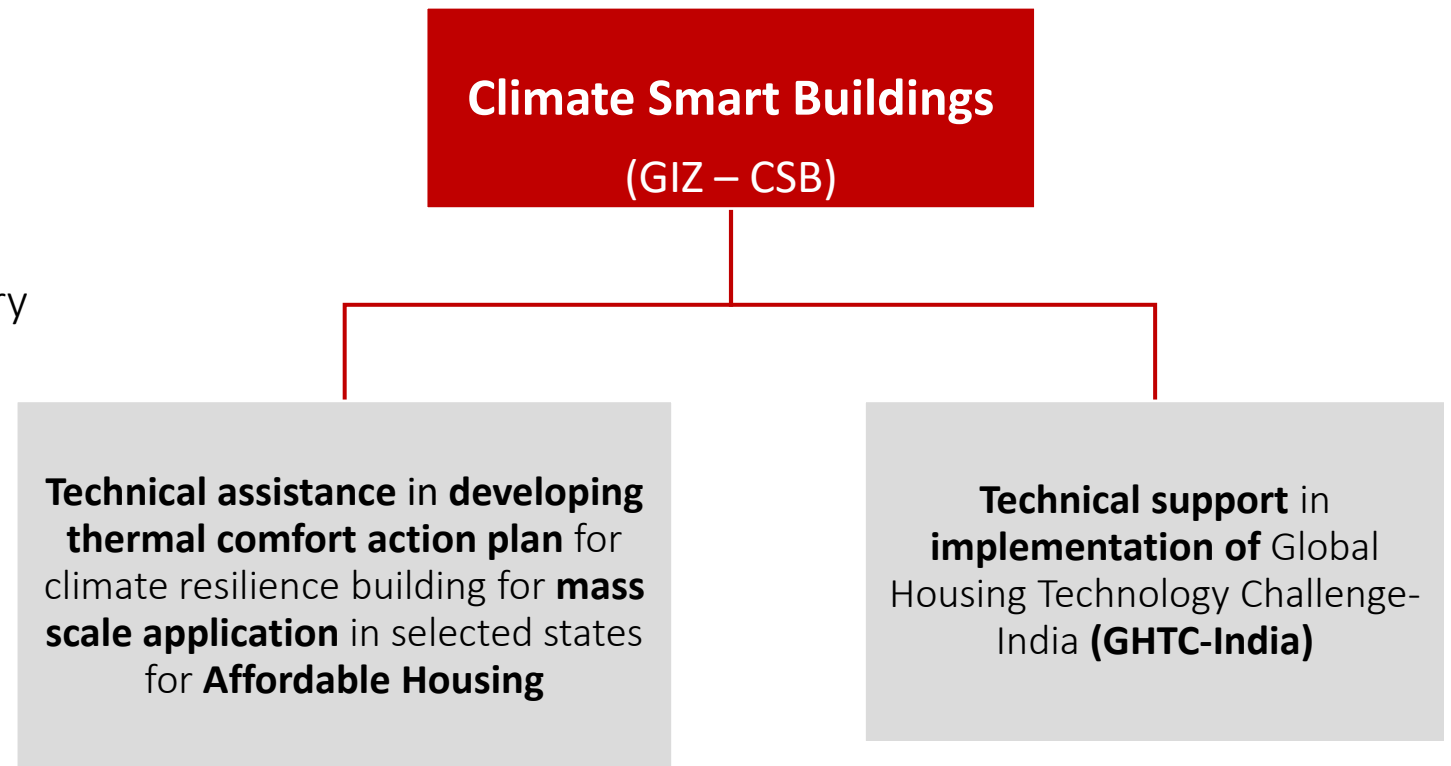 Climate Smart Buildings
(GIZ – CSB)
ry
Technical assistance in developing
thermal comfort action plan for
climate resilience building for mass
scale application in selected states
for Affordable Housing
Technical support in
implementation of Global
Housing Technology Challenge-
India (GHTC-India)